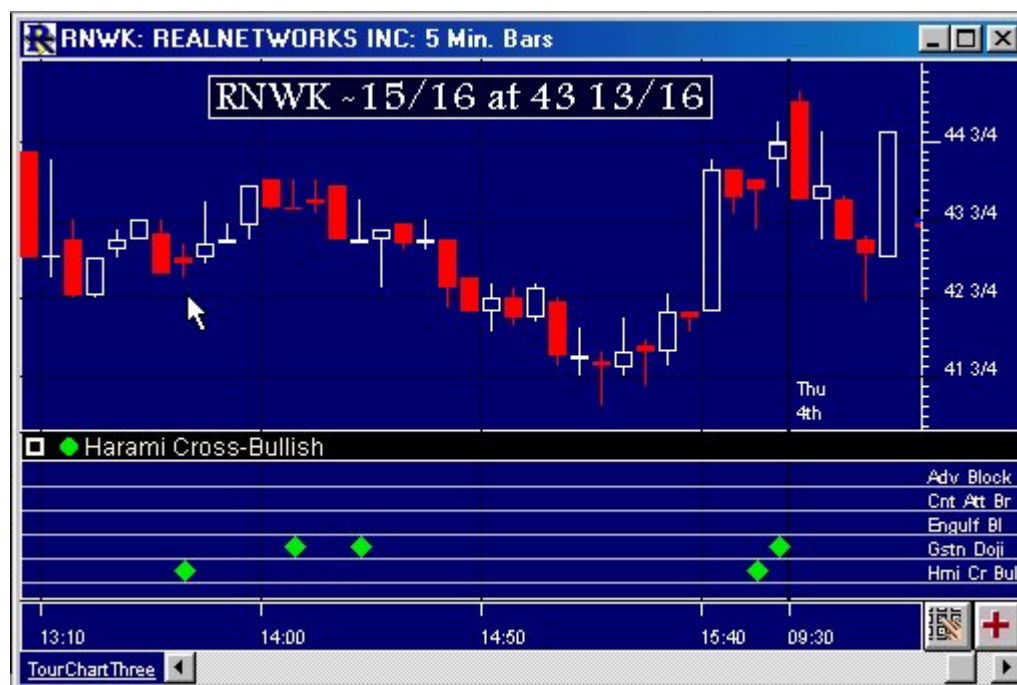 RNWK: REALNETWORKS INC: 5 Min. Bars
RNWK ~15/16 at 43 13/16
44 3/4
43 3/4
42 3/4
41 3/4
Thu
4th
Harami Cross-Bullish
Adv Block
Cnt Att Br
Engulf Bl
Gstn Doji
Hmi Cr Bul
13:10 14:00 14:50 15:40 09:30
TourChartThree